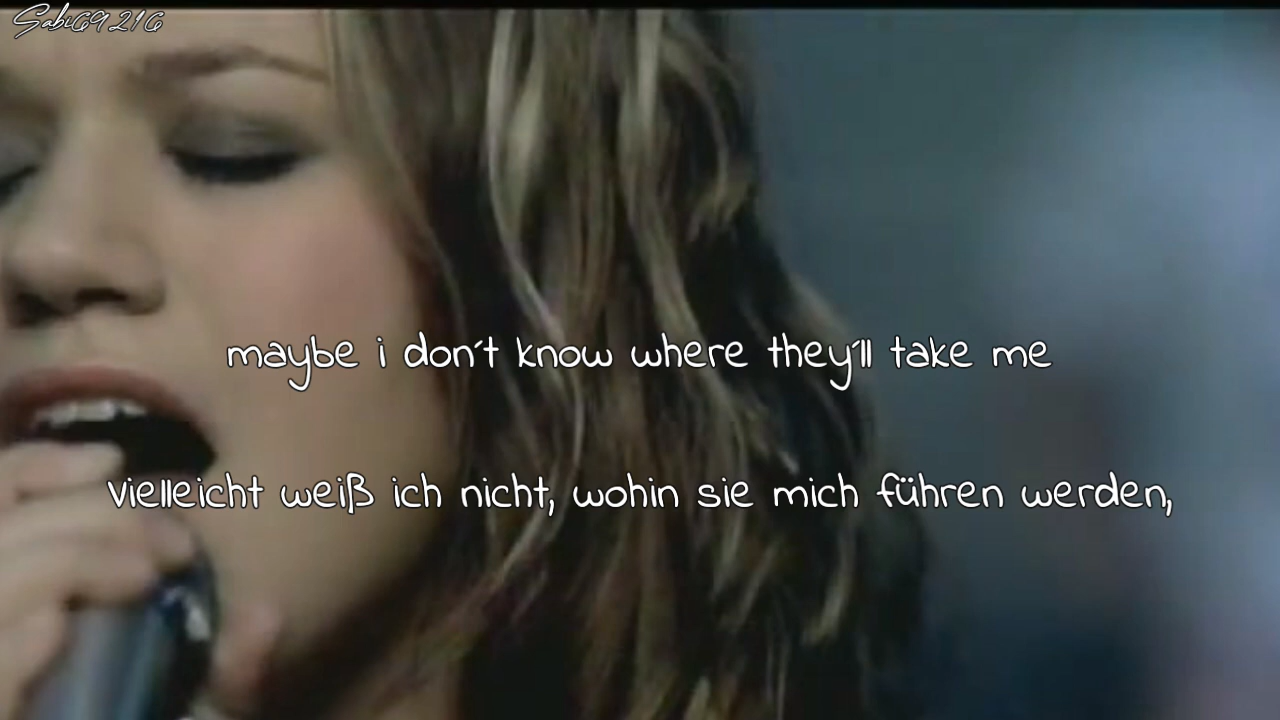 Sabi69216
maybe i don´t know where they´ll take me
vielleicht weiß ich nicht, wohin sie mich führen werden,